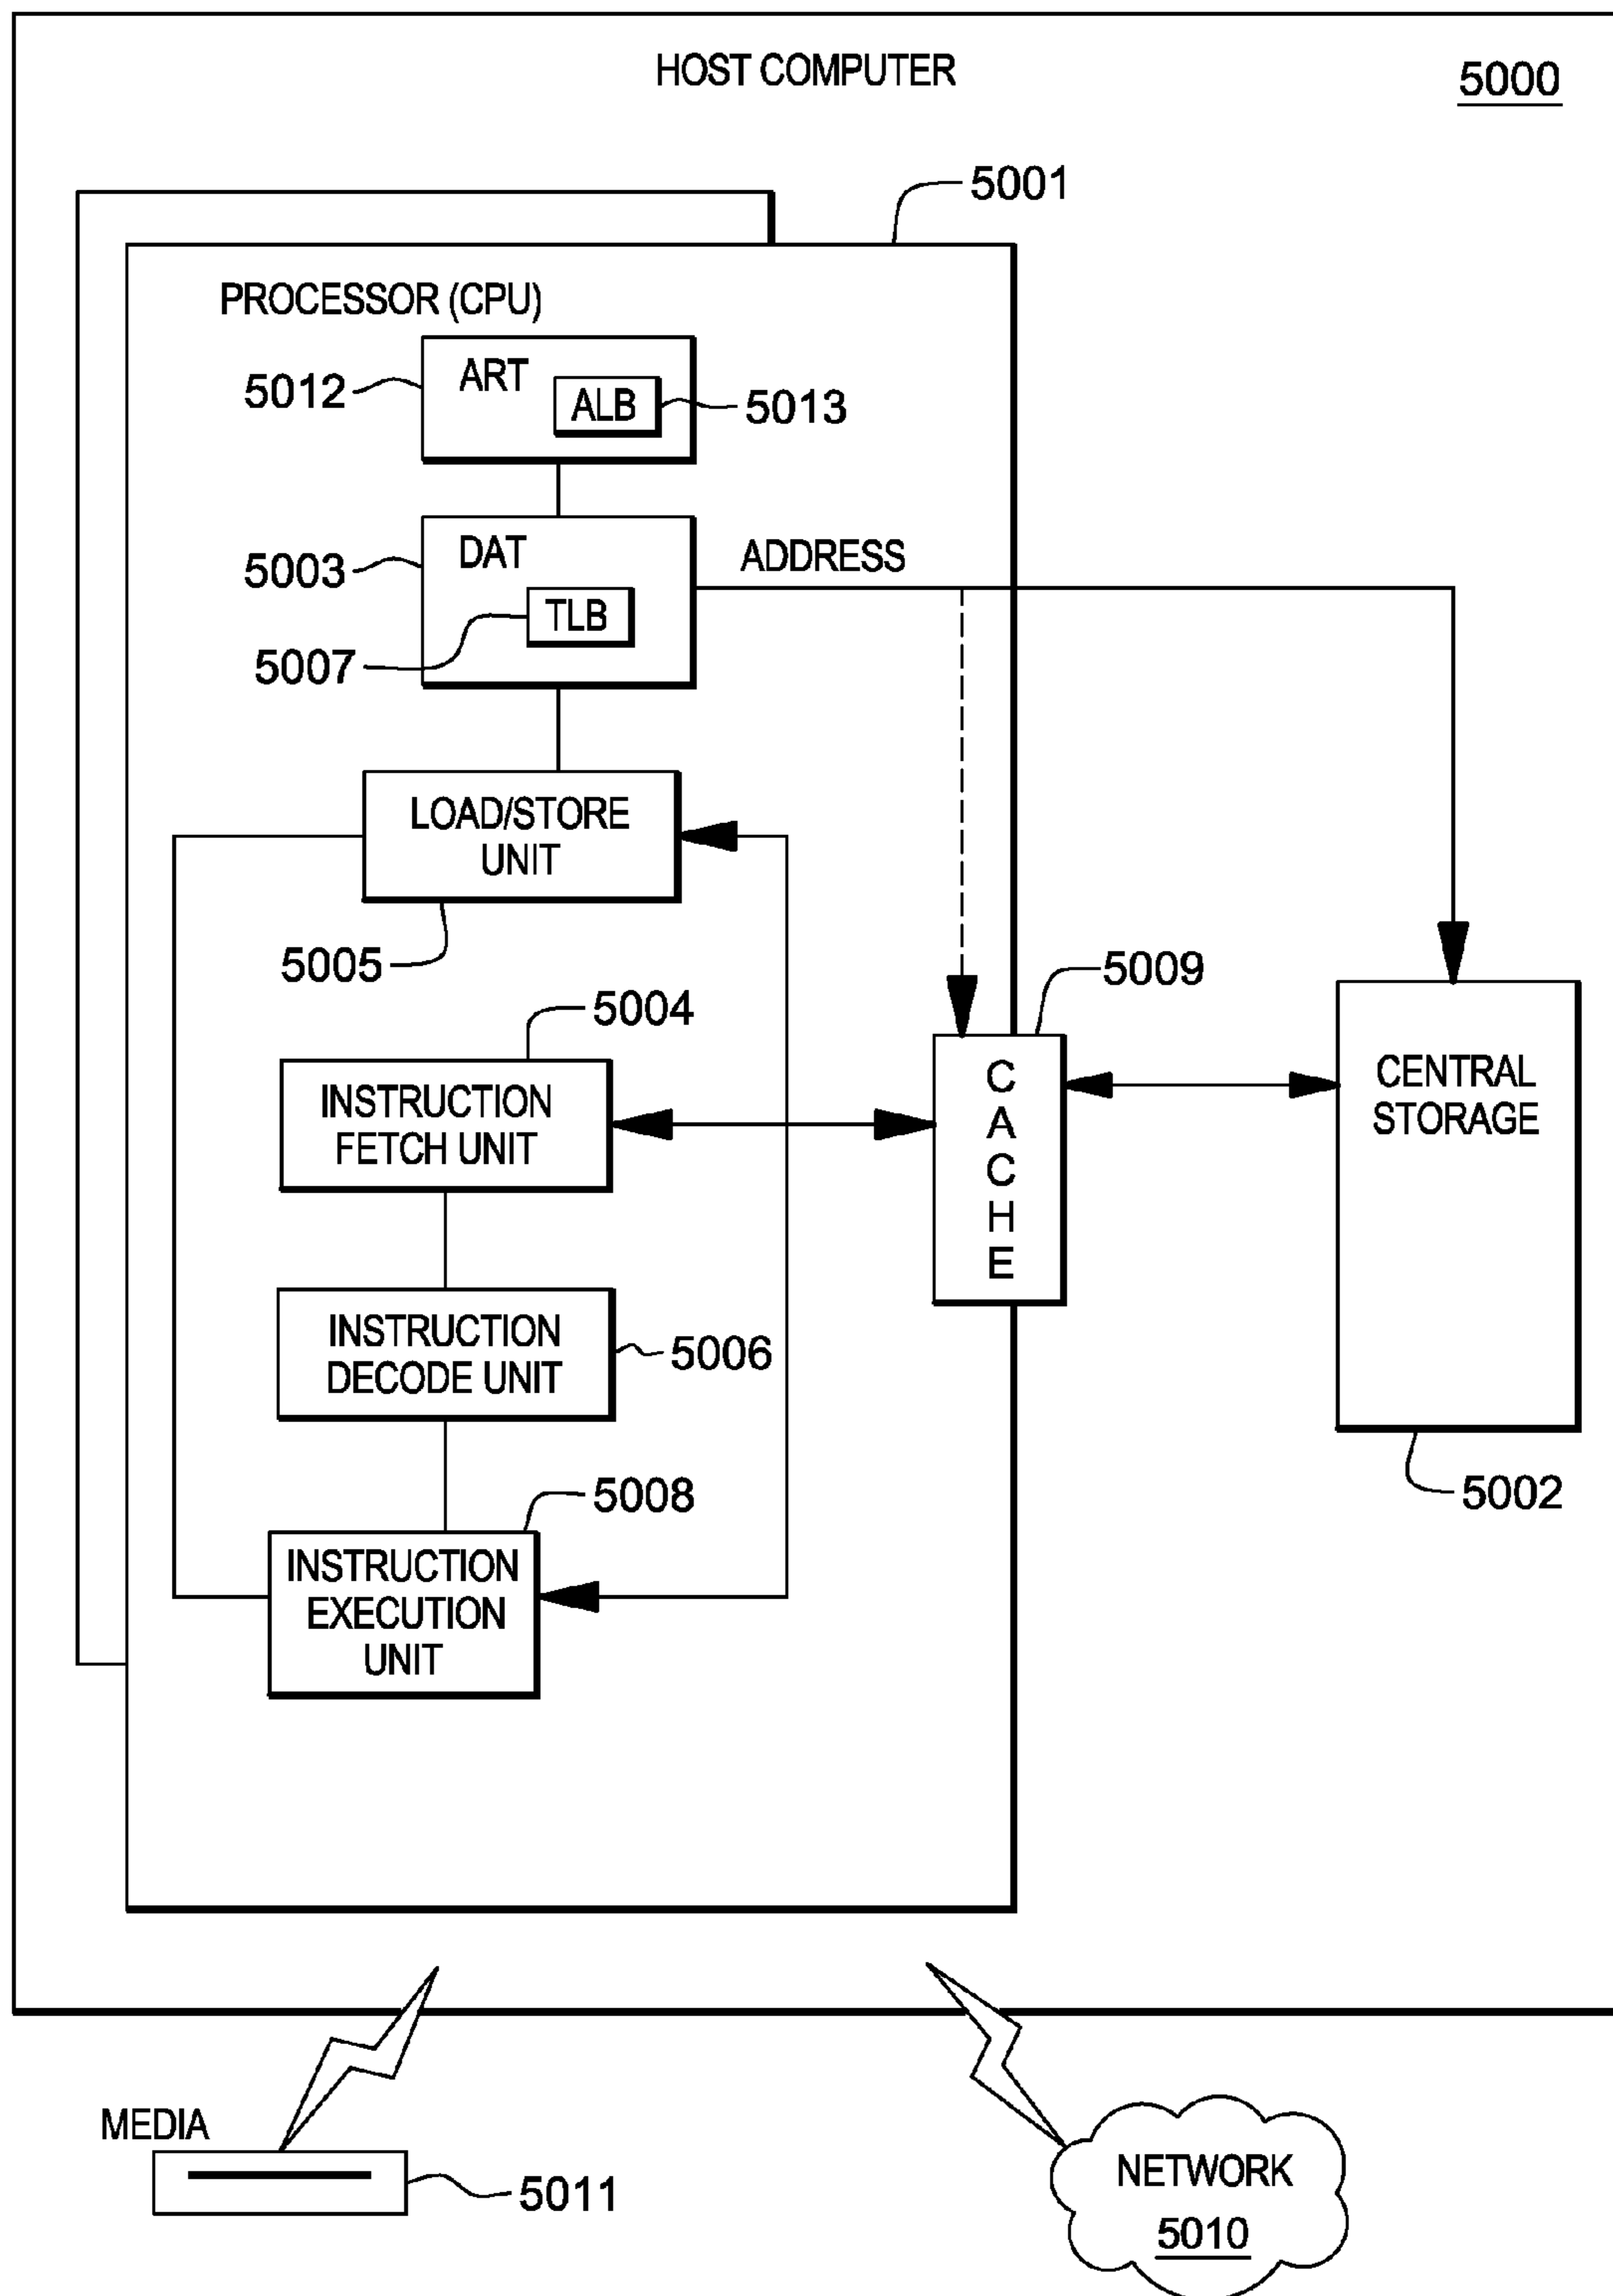 HOST COMPUTER
5000
5001
PROCESSOR (CPU)
ART
5012
ALB
5013
DAT
ADDRESS
5003
TLB
5007
LOAD/STORE
UNIT
5005
5009
5004
INSTRUCTION
FETCH UNIT
CACHE
CENTRAL
STORAGE
INSTRUCTION
DECODE UNIT
5006
5002
5008
INSTRUCTION
EXECUTION
UNIT
MEDIA
5011
NETWORK
5010